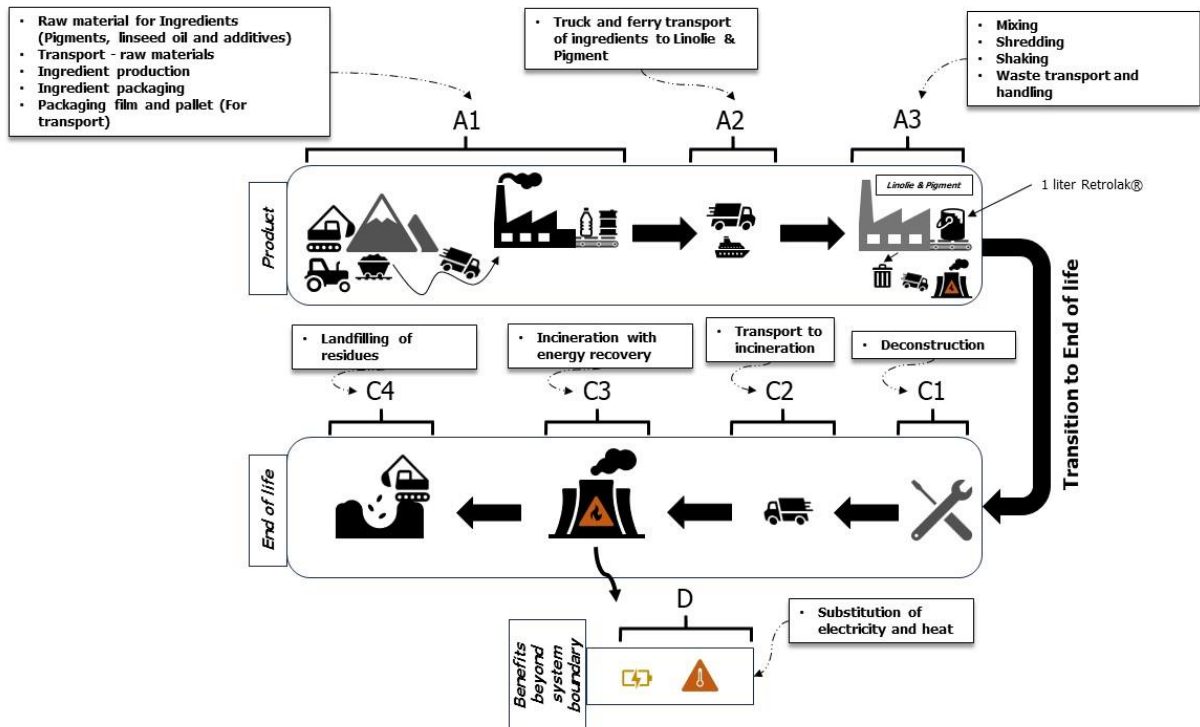 • Raw material for Ingredients
(Pigments, linseed oil and additives)
• Transport - raw materials
• Ingredient production
• Ingredient packaging
• Packaging film and pallet (For
transport)
• Truck and ferry transport
of ingredients to Linolie &
Pigment
• Mixing
• Shredding
• Shaking
• Waste transport and
handling
A1
A2
A3
Product
Linolie & Pigment
1 liter Retrolak®
Transition to End of life
• Landfilling of
residues
• Incineration with
energy recovery
• Transport to
incineration
• Deconstruction
C4
C3
C2
C1
End of life
D
• Substitution of
electricity and heat
Benefits
beyond
system
boundary